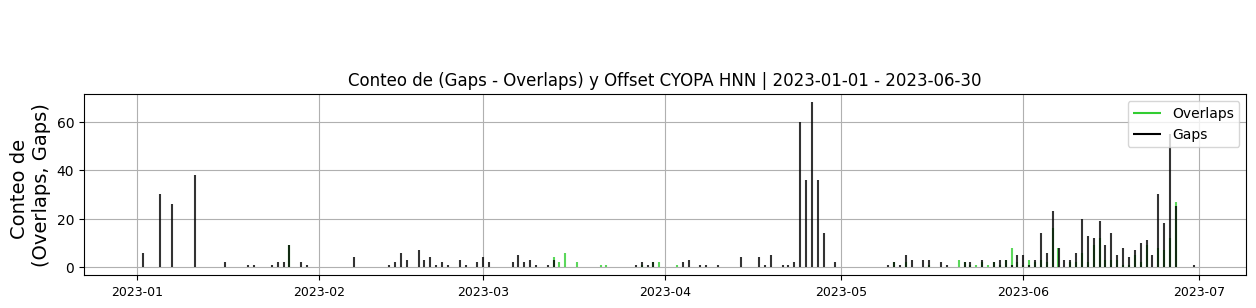 Conteo de (Gaps - Overlaps) y Offset CYOPA HNN | 2023-01-01 - 2023-06-30
Conteo de
(Overlaps, Gaps)
60
40
20
0
Overlaps
Gaps
2023-01
2023-02
2023-03
2023-04
2023-05
2023-06
2023-07